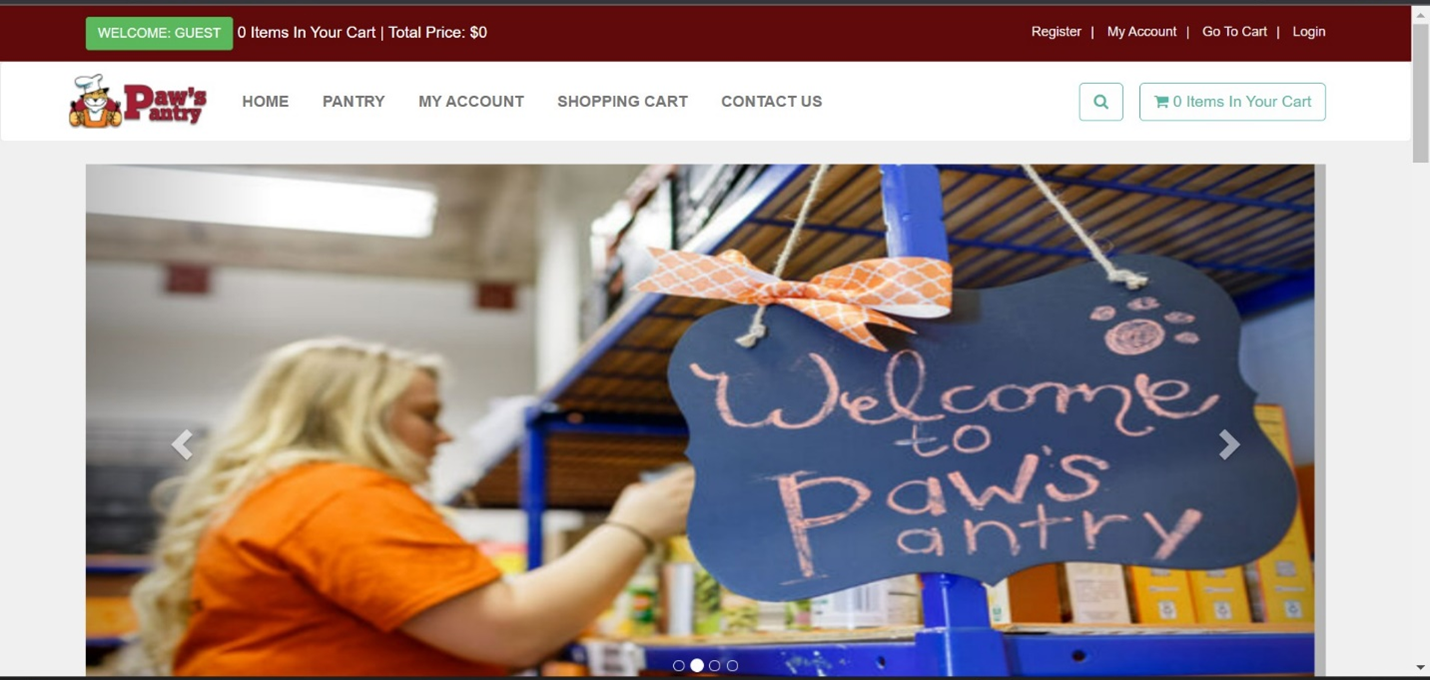 WELCOME: GUEST 0 Items In Your Cart | Total Price: $0 Register | My Account | Go To Cart | Login
Paw's
Pantry
HOME PANTRY MY ACCOUNT SHOPPING CART CONTACT US 0 Items In Your Cart
Welcome
to
Paw's
antry